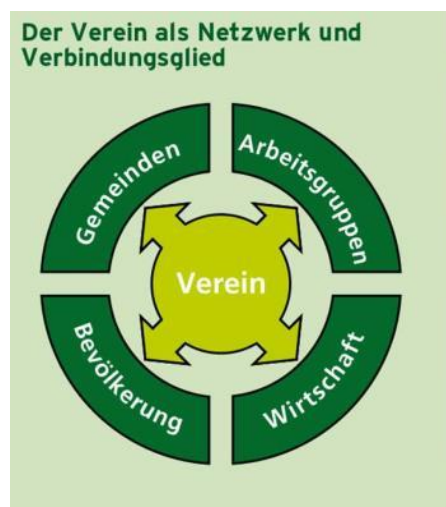 Der Verein als Netzwerk und
Verbindungsglied
Gemeinden
Arbeitsgruppen
Verein
Bevölkerung
Wirtschaft